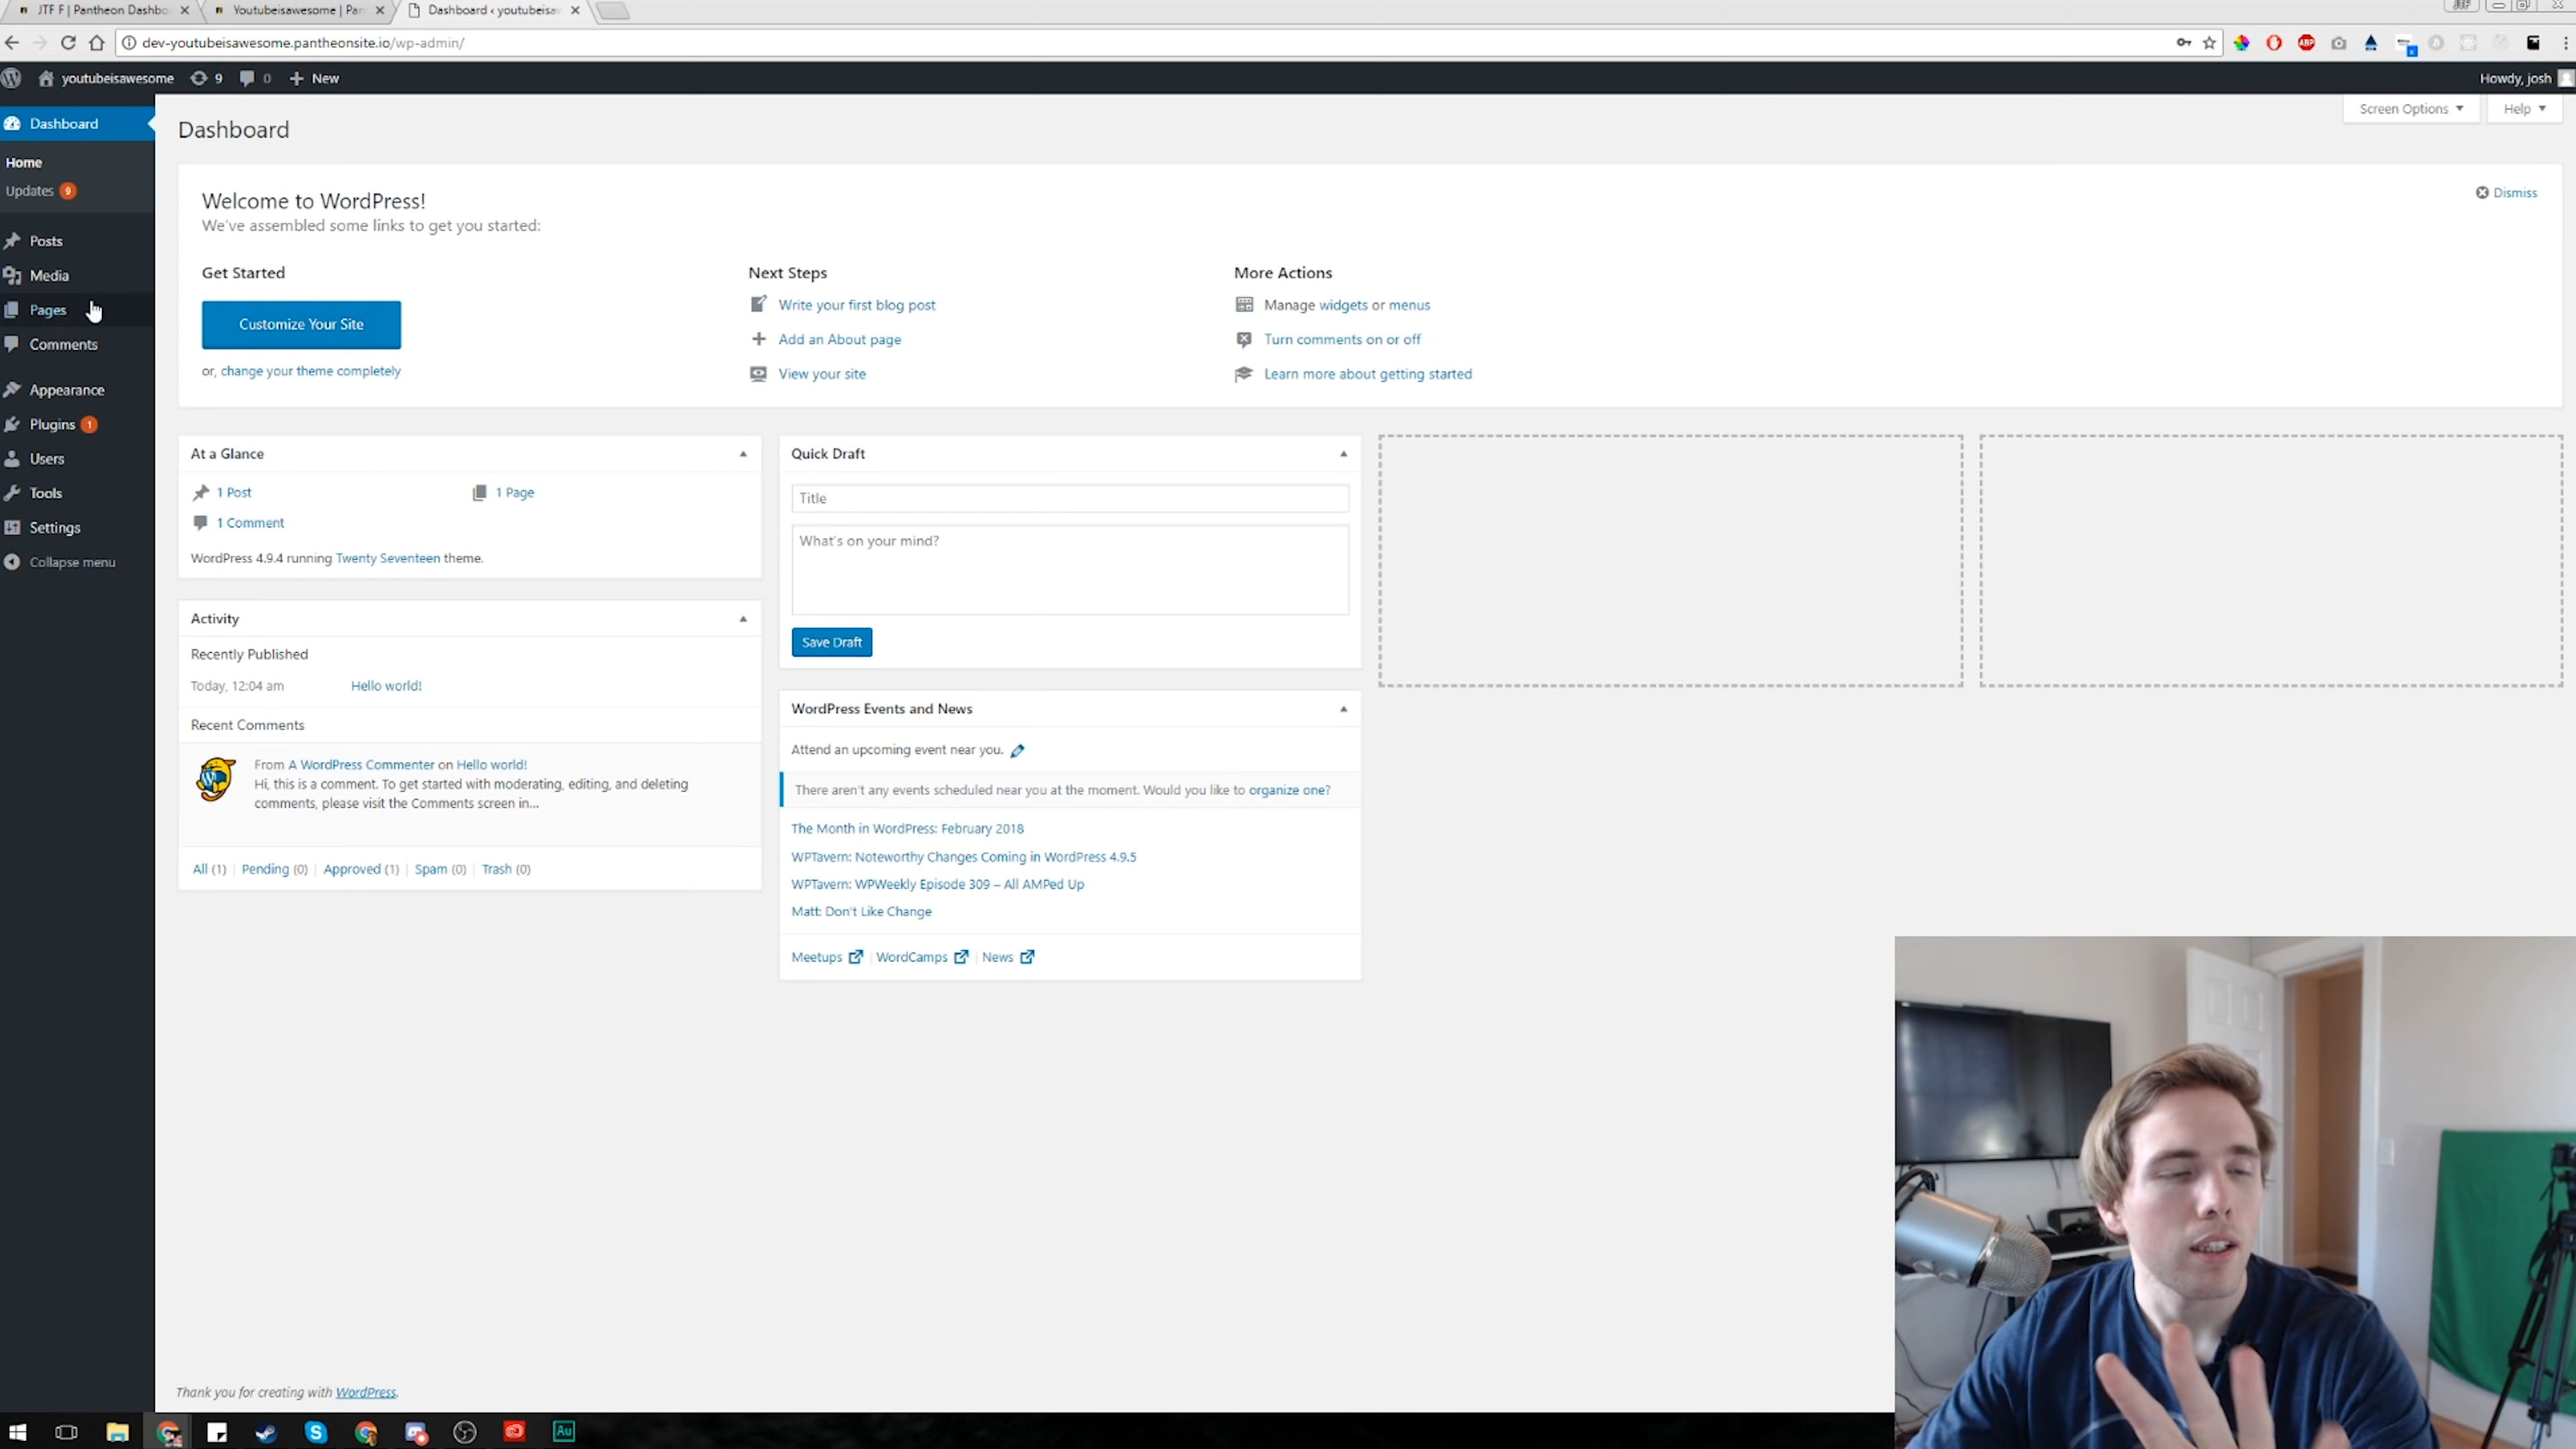 JTF F | Pantheon Dashbo
Youtubeisawesome | Pan
Dashboard ‹ youtubeisaw
JTF
dev-youtubeisawesome.pantheonsite.io/wp-admin/
ABP
youtubeisawesome 9 0 + New
Howdy, josh
Dashboard
Home
Updates 9
Posts
Media
Pages
Comments
Appearance
Plugins 1
Users
Tools
Settings
Collapse menu
Dashboard
Screen Options
Help
Welcome to WordPress!
Dismiss
We've assembled some links to get you started:
Get Started
Customize Your Site
or, change your theme completely
Next Steps
Write your first blog post
Add an About page
View your site
More Actions
Manage widgets or menus
Turn comments on or off
Learn more about getting started
At a Glance
1 Post
1 Page
1 Comment
WordPress 4.9.4 running Twenty Seventeen theme.
Activity
Recently Published
Today, 12:04 am Hello world!
Recent Comments
From A WordPress Commenter on Hello world!
Hi, this is a comment. To get started with moderating, editing, and deleting
comments, please visit the Comments screen in...
All (1) | Pending (0) | Approved (1) | Spam (0) | Trash (0)
Quick Draft
Title
What's on your mind?
Save Draft
WordPress Events and News
Attend an upcoming event near you.
There aren't any events scheduled near you at the moment. Would you like to organize one?
The Month in WordPress: February 2018
WPTavern: Noteworthy Changes Coming in WordPress 4.9.5
WPTavern: WPWeekly Episode 309 – All AMPed Up
Matt: Don't Like Change
Meetups | WordCamps | News
Thank you for creating with WordPress.
Au